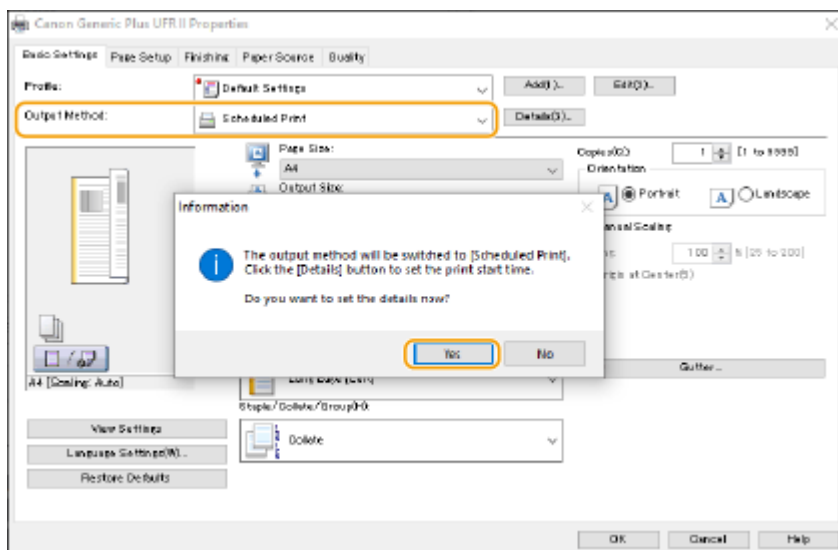 Canon Generic Plus UFR II Properties
Basic Settings Page Setup Finishing Paper Source Quality
Profile: Default Settings Add(1)... Edit(2)...
Output Method: Scheduled Print Details(3)...
Page Size: Copies(C): 1 [1 to 9999]
A4 Orientation
Output Size: A Portrait A Landscape
Information
Manual Scaling
The output method will be switched to [Scheduled Print].
100 % [25 to 200]
Click the [Details] button to set the print start time.
Do you want to set the details now?
Yes No
Gutter...
A4 [Scaling: Auto]
Staple/Collate/Group
View Settings Collate
Language Settings(W)...
Restore Defaults
OK Cancel Help